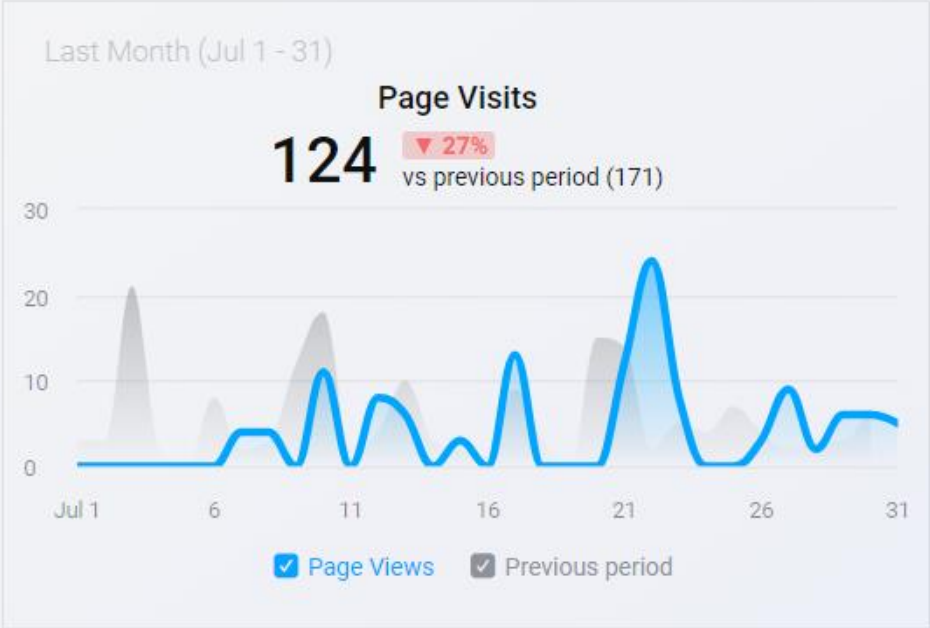 Last Month (Jul 1 - 31)
Page Visits
124
▼ 27%
vs previous period (171)
30
20
10
0
Jul 1 6 11 16 21 26 31
Page Views Previous period